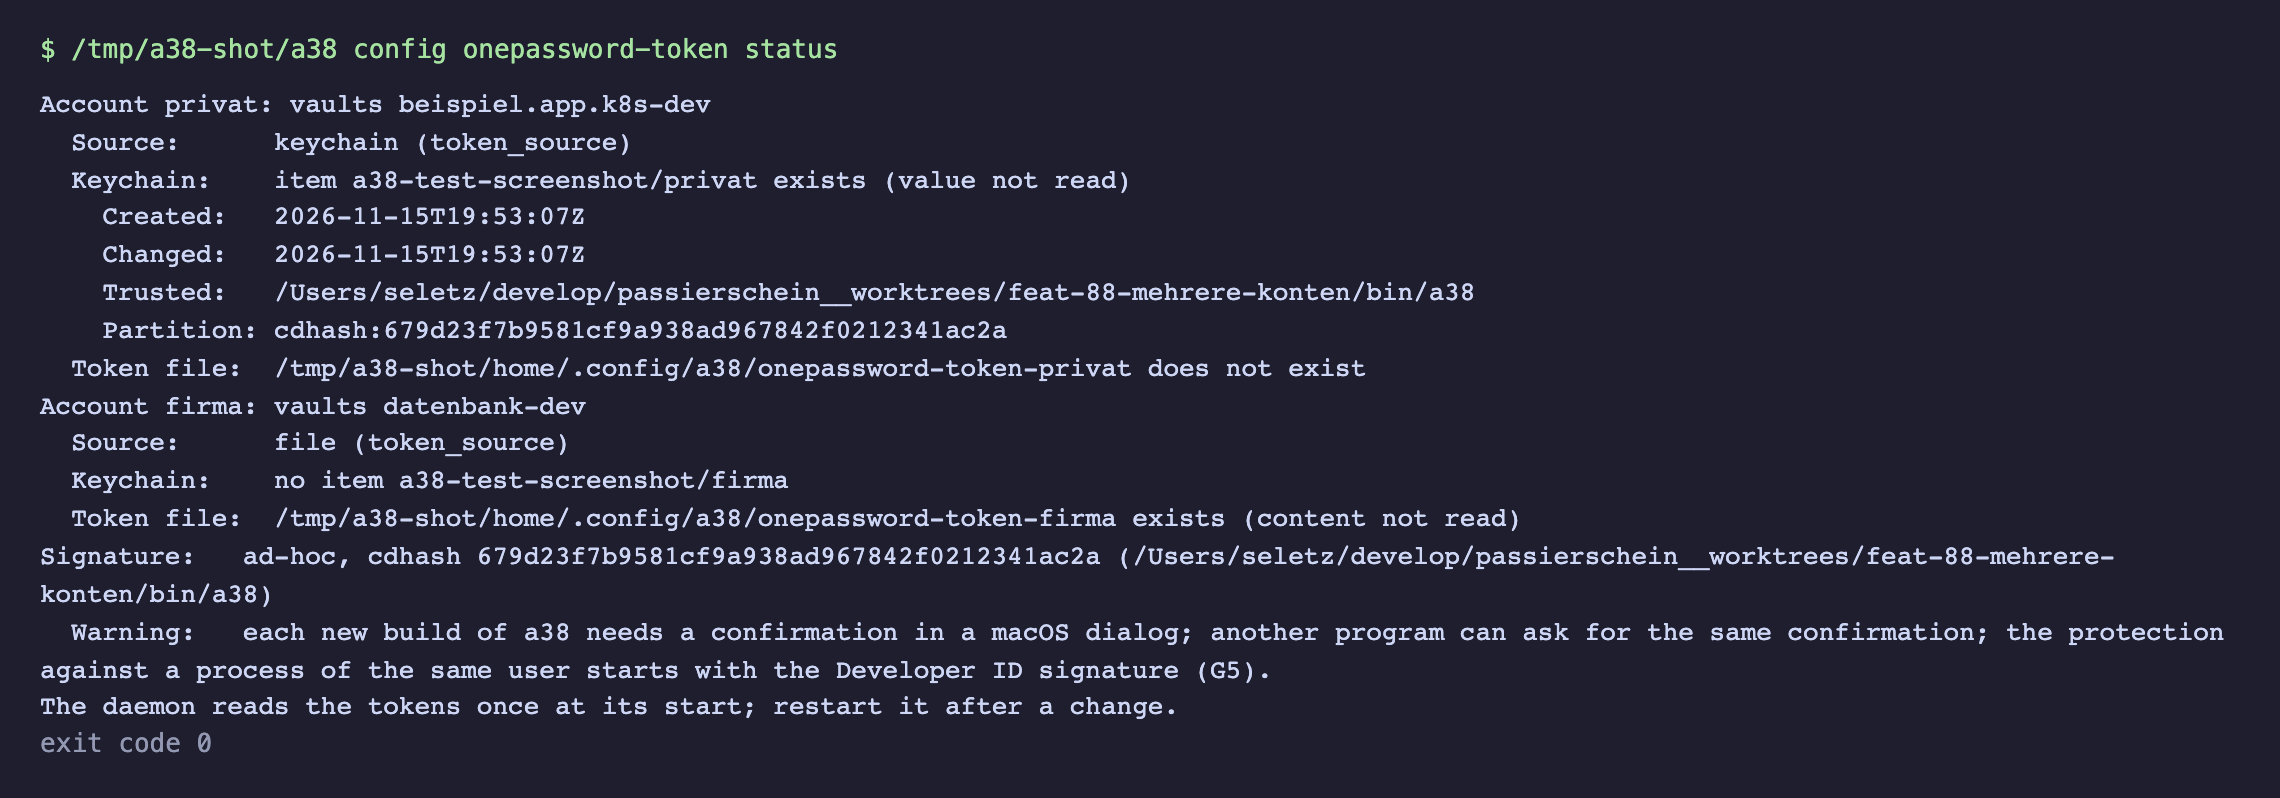 $ /tmp/a38-shot/a38 config onepassword-token status
Account privat: vaults beispiel.app.k8s-dev
  Source:      keychain (token_source)
  Keychain:    item a38-test-screenshot/privat exists (value not read)
    Created:   2026-11-15T19:53:07Z
    Changed:   2026-11-15T19:53:07Z
    Trusted:   /Users/seletz/develop/passierschein__worktrees/feat-88-mehrere-konten/bin/a38
    Partition: cdhash:679d23f7b9581cf9a938ad967842f0212341ac2a
  Token file:  /tmp/a38-shot/home/.config/a38/onepassword-token-privat does not exist
Account firma: vaults datenbank-dev
  Source:      file (token_source)
  Keychain:    no item a38-test-screenshot/firma
  Token file:  /tmp/a38-shot/home/.config/a38/onepassword-token-firma exists (content not read)
Signature:   ad-hoc, cdhash 679d23f7b9581cf9a938ad967842f0212341ac2a (/Users/seletz/develop/passierschein__worktrees/feat-88-mehrere-
konten/bin/a38)
  Warning:   each new build of a38 needs a confirmation in a macOS dialog; another program can ask for the same confirmation; the protection
against a process of the same user starts with the Developer ID signature (G5).
The daemon reads the tokens once at its start; restart it after a change.
exit code 0